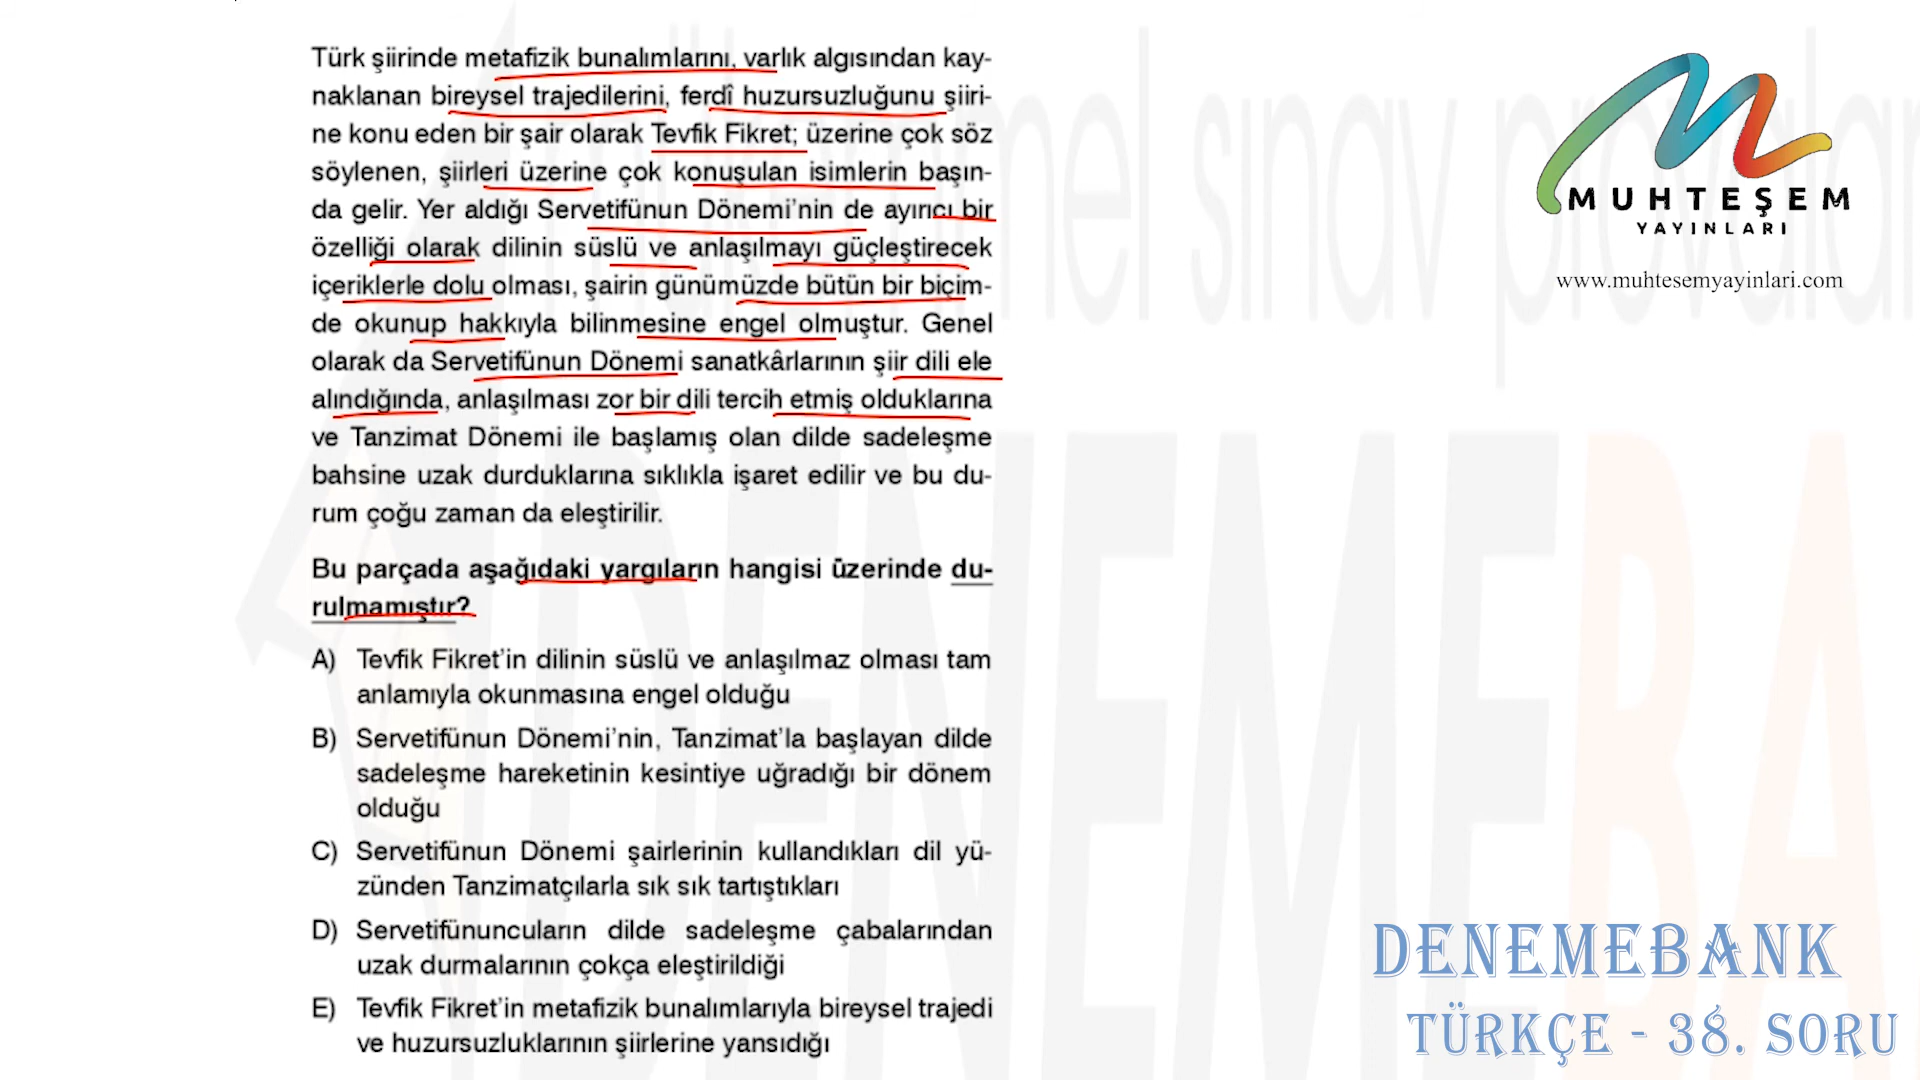 Türk şiirinde metafizik bunalımlarını, varlık algısından kay-
naklanan bireysel trajedilerini, ferdî huzursuzluğunu şiiri-
ne konu eden bir şair olarak Tevfik Fikret; üzerine çok söz
söylenen, şiirleri üzerine çok konuşulan isimlerin başın-
da gelir. Yer aldığı Servetifünun Dönemi’nin de ayırıcı bir
özelliği olarak dilinin süslü ve anlaşılmayı güçleştirecek
içeriklerle dolu olması, şairin günümüzde bütün bir biçim-
de okunup hakkıyla bilinmesine engel olmuştur. Genel
olarak da Servetifünun Dönemi sanatkârlarının şiir dili ele
alındığında, anlaşılması zor bir dili tercih etmiş olduklarına
ve Tanzimat Dönemi ile başlamış olan dilde sadeleşme
bahsine uzak durduklarına sıklıkla işaret edilir ve bu du-
rum çoğu zaman da eleştirilir.
Bu parçada aşağıdaki yargıların hangisi üzerinde du-
rulmamıştır?
A) Tevfik Fikret’in dilinin süslü ve anlaşılmaz olması tam
anlamıyla okunmasına engel olduğu
B) Servetifünun Dönemi’nin, Tanzimat’la başlayan dilde
sadeleşme hareketinin kesintiye uğradığı bir dönem
olduğu
C) Servetifünun Dönemi şairlerinin kullandıkları dil yü-
zünden Tanzimatçılarla sık sık tartıştıkları
D) Servetifünuncuların dilde sadeleşme çabalarından
uzak durmalarının çokça eleştirildiği
E) Tevfik Fikret’in metafizik bunalımlarıyla bireysel trajedi
ve huzursuzluklarının şiirlerine yansıdığı
MUHTEŞEM
YAYINLARI
www.muhtesemyayinlari.com
DENEMEBANK
TÜRKÇE - 38. SORU